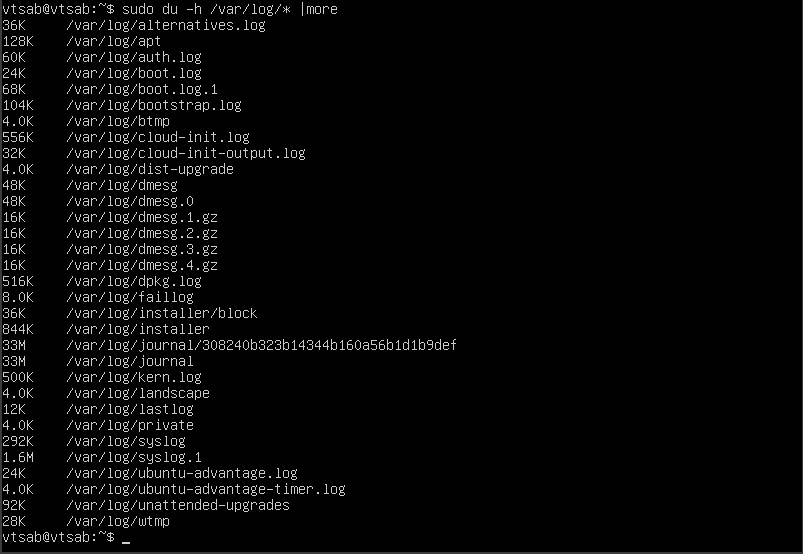 vtsab@vtsab:~$ sudo du -h /var/log/* |more
36K     /var/log/alternatives.log
128K    /var/log/apt
60K     /var/log/auth.log
24K     /var/log/boot.log
68K     /var/log/boot.log.1
104K    /var/log/bootstrap.log
4.0K    /var/log/btmp
556K    /var/log/cloud-init.log
32K     /var/log/cloud-init-output.log
4.0K    /var/log/dist-upgrade
48K     /var/log/dmesg
48K     /var/log/dmesg.0
16K     /var/log/dmesg.1.gz
16K     /var/log/dmesg.2.gz
16K     /var/log/dmesg.3.gz
16K     /var/log/dmesg.4.gz
516K    /var/log/dpkg.log
8.0K    /var/log/faillog
36K     /var/log/installer/block
844K    /var/log/installer
33M     /var/log/journal/308240b323b14344b160a56b1d1b9def
33M     /var/log/journal
500K    /var/log/kern.log
4.0K    /var/log/landscape
12K     /var/log/lastlog
4.0K    /var/log/private
292K    /var/log/syslog
1.6M    /var/log/syslog.1
24K     /var/log/ubuntu-advantage.log
4.0K    /var/log/ubuntu-advantage-timer.log
92K     /var/log/unattended-upgrades
28K     /var/log/wtmp
vtsab@vtsab:~$ _